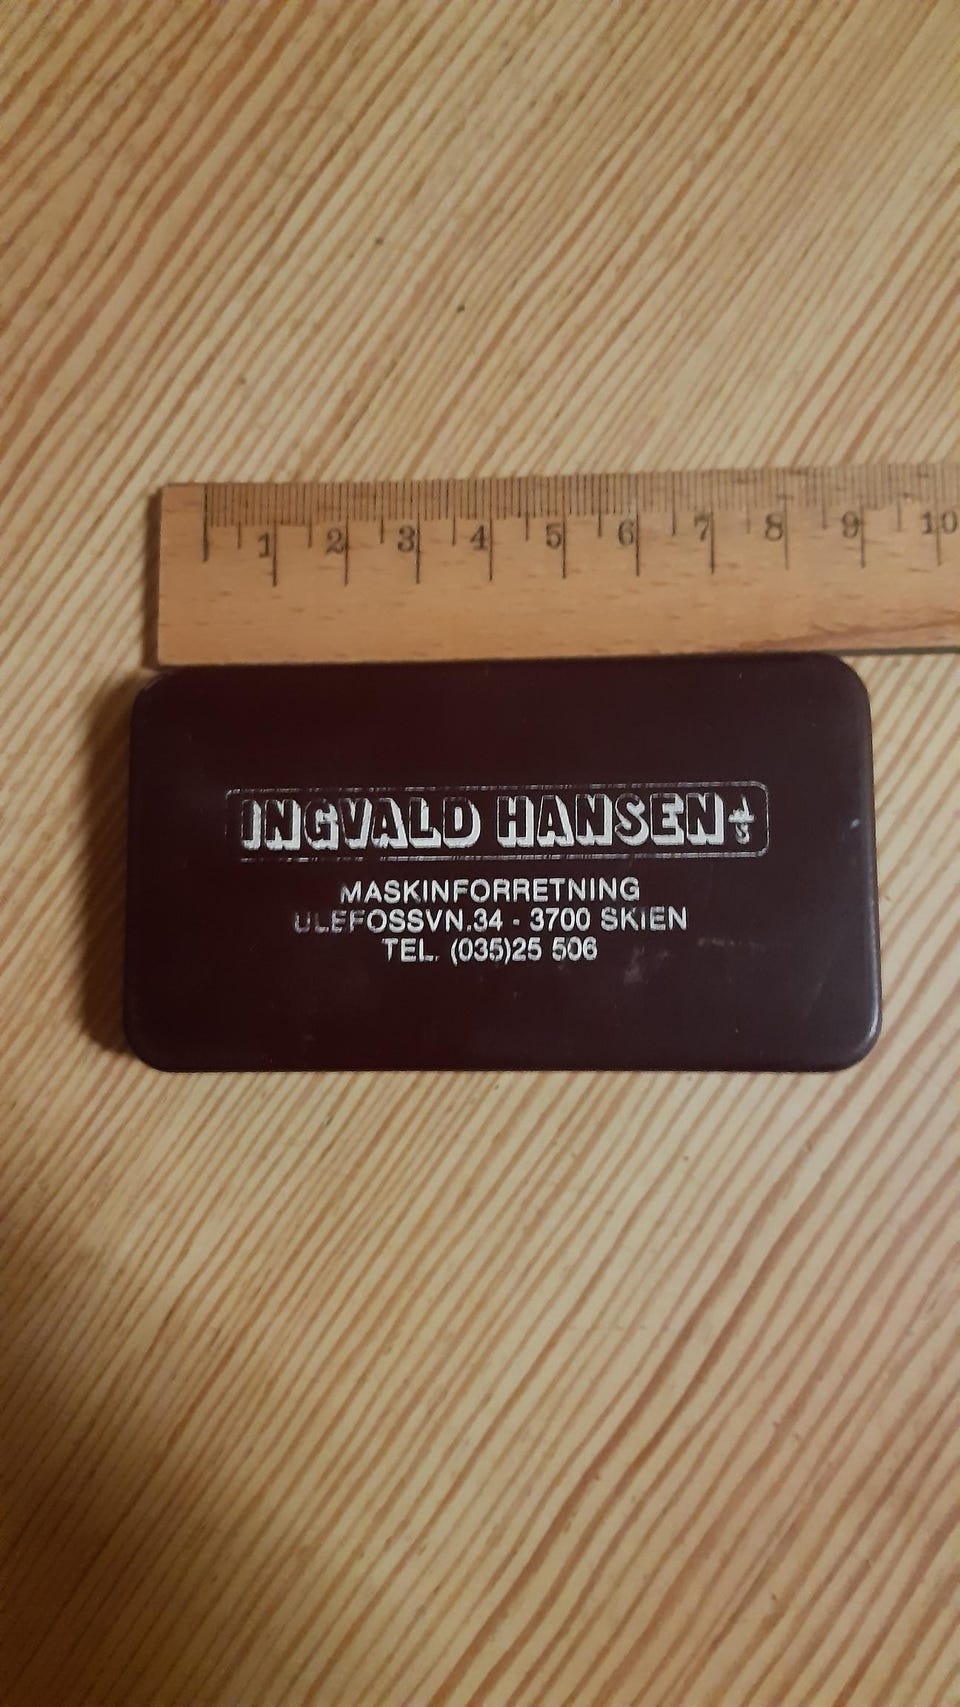 1 2 3 4 5 6 7 8 9 10
INGVALD HANSEN A/S
MASKINFORRETNING
ULEFOSSVN.34 - 3700 SKIEN
TEL. (035)25 506